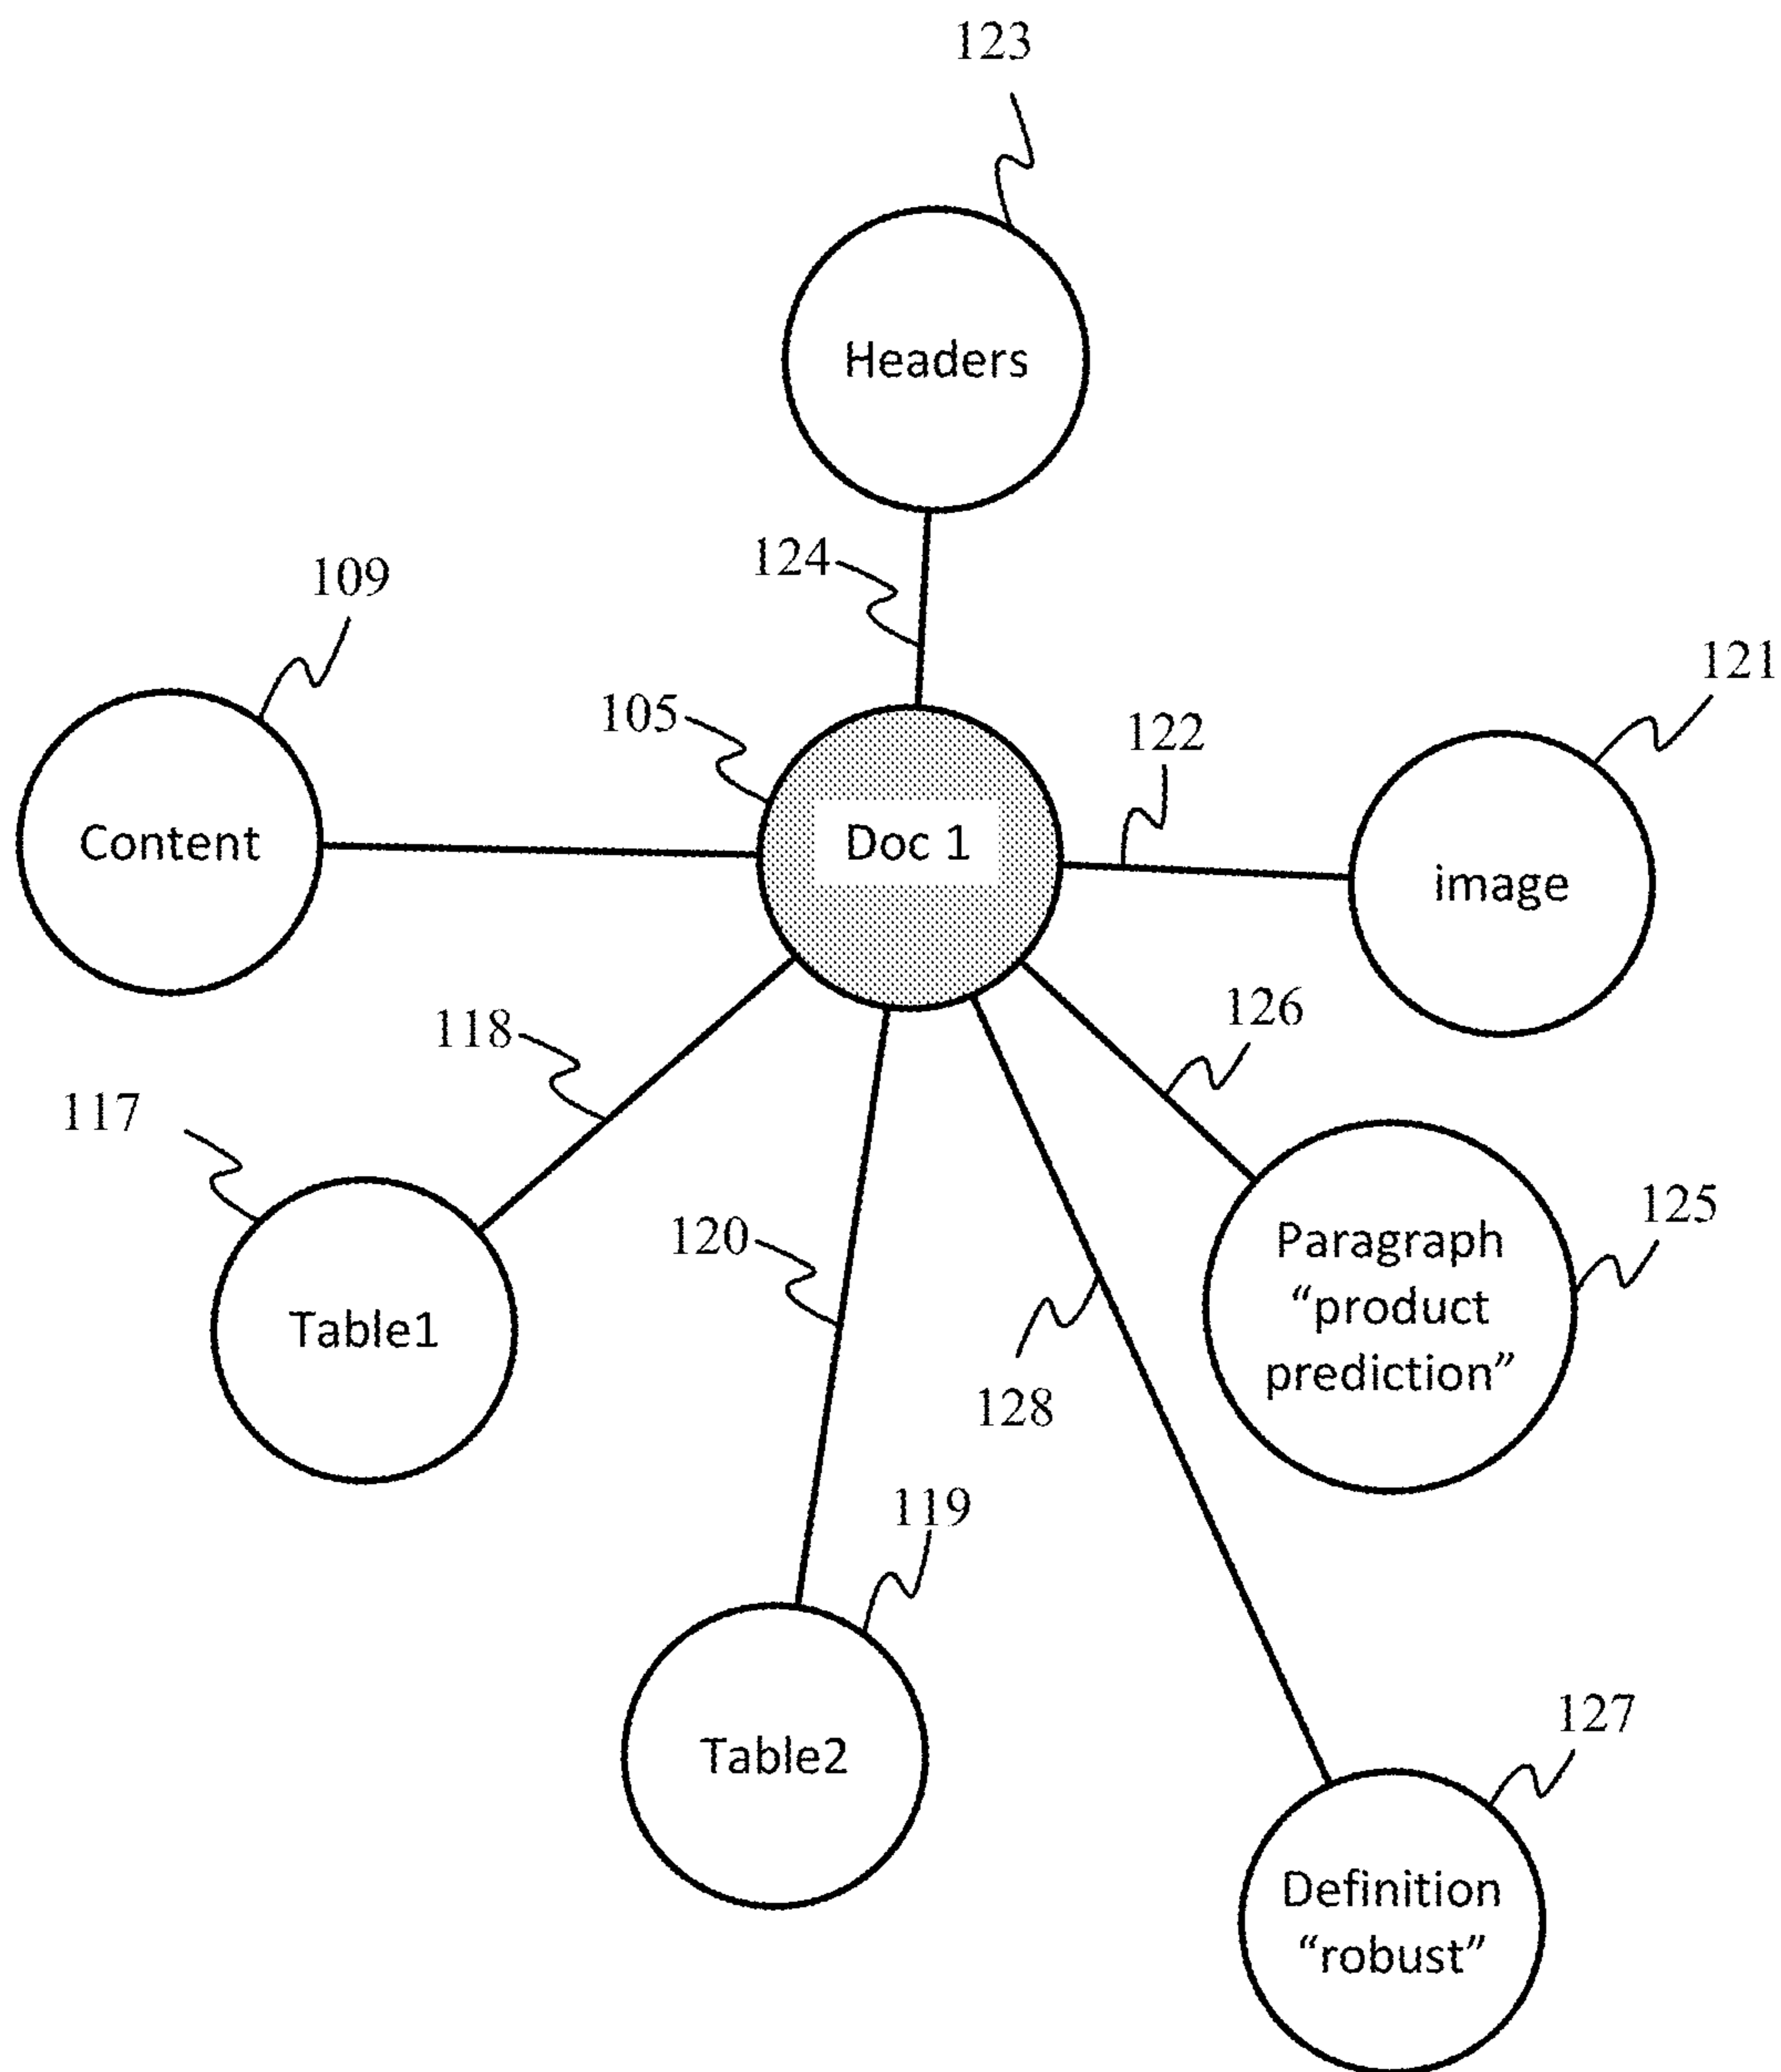 123
Headers
124
109
105
122
121
Content
Doc 1
image
118
126
117
120
125
Table1
Paragraph
“product
prediction”
128
119
Table2
127
Definition
“robust”